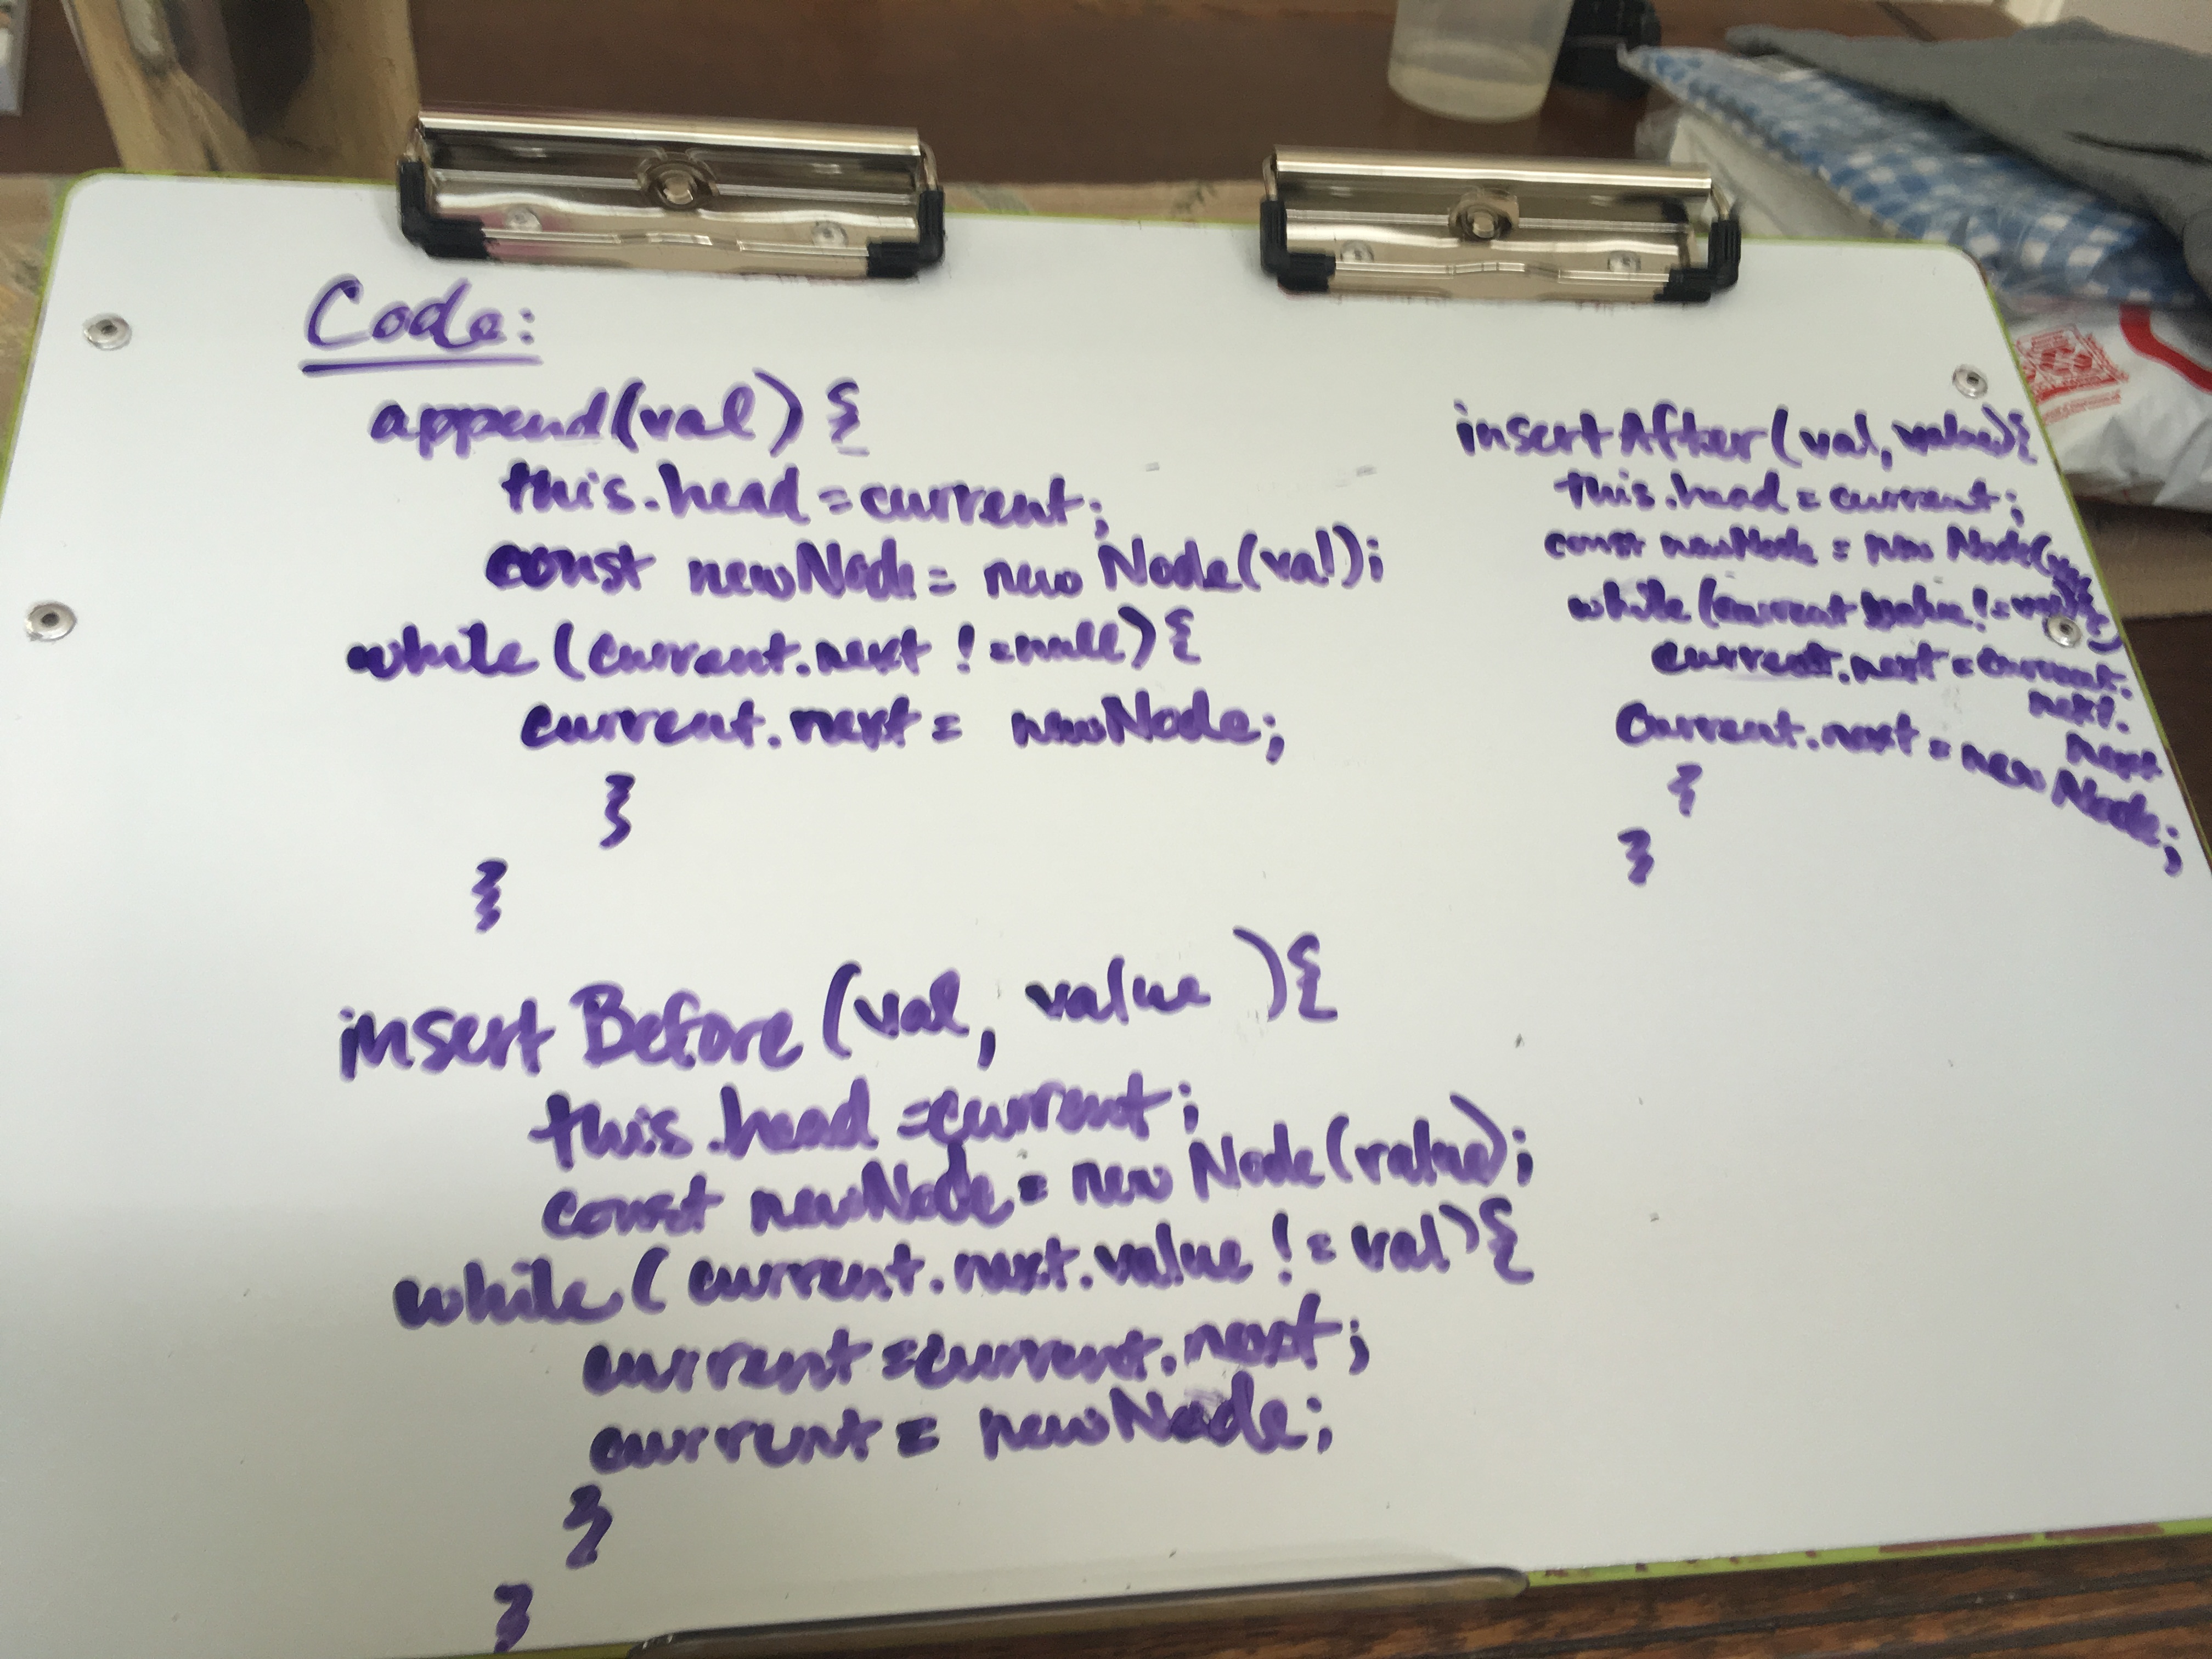 Code:
append(val) {
this.head = current;
const newNode = new Node(val);
while (current.next != null) {
current.next = newNode;
}
}
insert Before (val, value ) {
this.head = current;
const newNode = new Node(value);
while ( current.next.value != val) {
current = current.next;
current = newNode;
}
}
insertAfter (val, value) {
this.head = current;
const newNode = new Node(
while (current != val) {
current.next = current.
next.
next
Current.next = new Node;
{
}